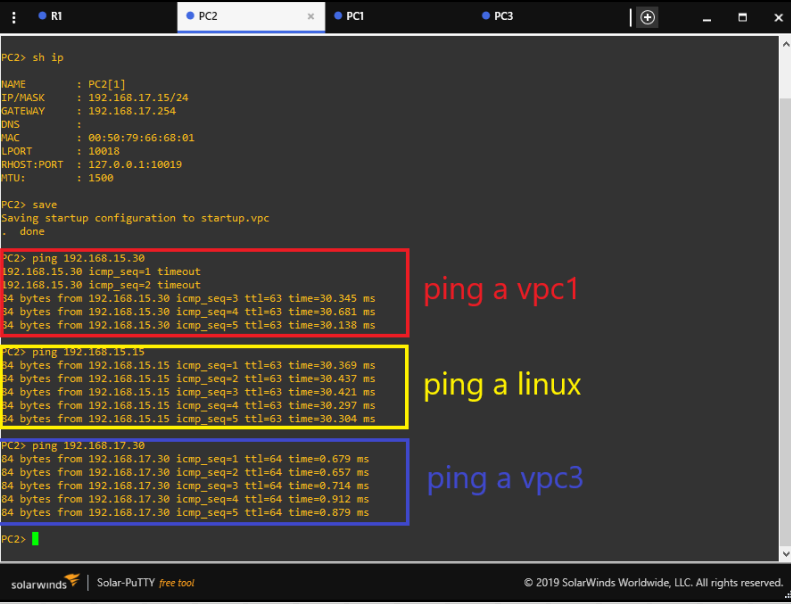 R1
PC2
PC1
PC3
PC2> sh ip
NAME        : PC2[1]
IP/MASK     : 192.168.17.15/24
GATEWAY     : 192.168.17.254
DNS         :
MAC         : 00:50:79:66:68:01
LPORT       : 10018
RHOST:PORT  : 127.0.0.1:10019
MTU:        : 1500
PC2> save
Saving startup configuration to startup.vpc
.  done
PC2> ping 192.168.15.30
192.168.15.30 icmp_seq=1 timeout
192.168.15.30 icmp_seq=2 timeout
84 bytes from 192.168.15.30 icmp_seq=3 ttl=63 time=30.345 ms
84 bytes from 192.168.15.30 icmp_seq=4 ttl=63 time=30.681 ms
84 bytes from 192.168.15.30 icmp_seq=5 ttl=63 time=30.138 ms
ping a vpc1
PC2> ping 192.168.15.15
84 bytes from 192.168.15.15 icmp_seq=1 ttl=63 time=30.369 ms
84 bytes from 192.168.15.15 icmp_seq=2 ttl=63 time=30.437 ms
84 bytes from 192.168.15.15 icmp_seq=3 ttl=63 time=30.421 ms
84 bytes from 192.168.15.15 icmp_seq=4 ttl=63 time=30.297 ms
84 bytes from 192.168.15.15 icmp_seq=5 ttl=63 time=30.304 ms
ping a linux
PC2> ping 192.168.17.30
84 bytes from 192.168.17.30 icmp_seq=1 ttl=64 time=0.679 ms
84 bytes from 192.168.17.30 icmp_seq=2 ttl=64 time=0.657 ms
84 bytes from 192.168.17.30 icmp_seq=3 ttl=64 time=0.714 ms
84 bytes from 192.168.17.30 icmp_seq=4 ttl=64 time=0.912 ms
84 bytes from 192.168.17.30 icmp_seq=5 ttl=64 time=0.879 ms
ping a vpc3
PC2>
solarwinds
Solar-PuTTY free tool
© 2019 SolarWinds Worldwide, LLC. All rights reserved.